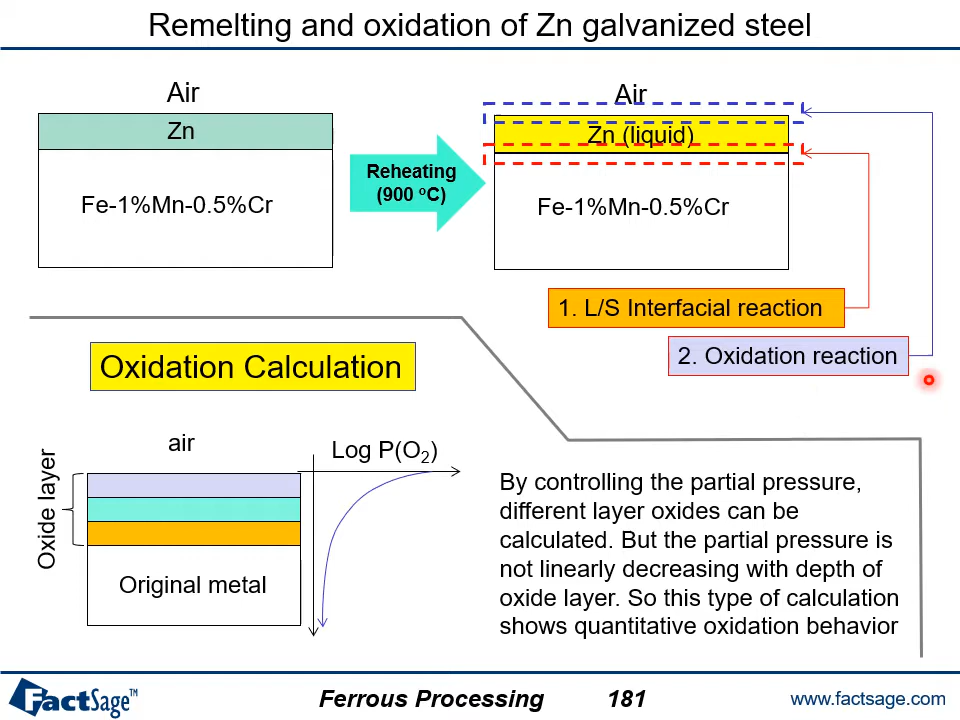 Remelting and oxidation of Zn galvanized steel
Air
Zn
Fe-1%Mn-0.5%Cr
Reheating
(900 ºC)
Air
Zn (liquid)
Fe-1%Mn-0.5%Cr
1. L/S Interfacial reaction
2. Oxidation reaction
Oxidation Calculation
air
Log P(O₂)
Oxide layer
Original metal
By controlling the partial pressure,
different layer oxides can be
calculated. But the partial pressure is
not linearly decreasing with depth of
oxide layer. So this type of calculation
shows quantitative oxidation behavior
FactSage™
Ferrous Processing
181
www.factsage.com